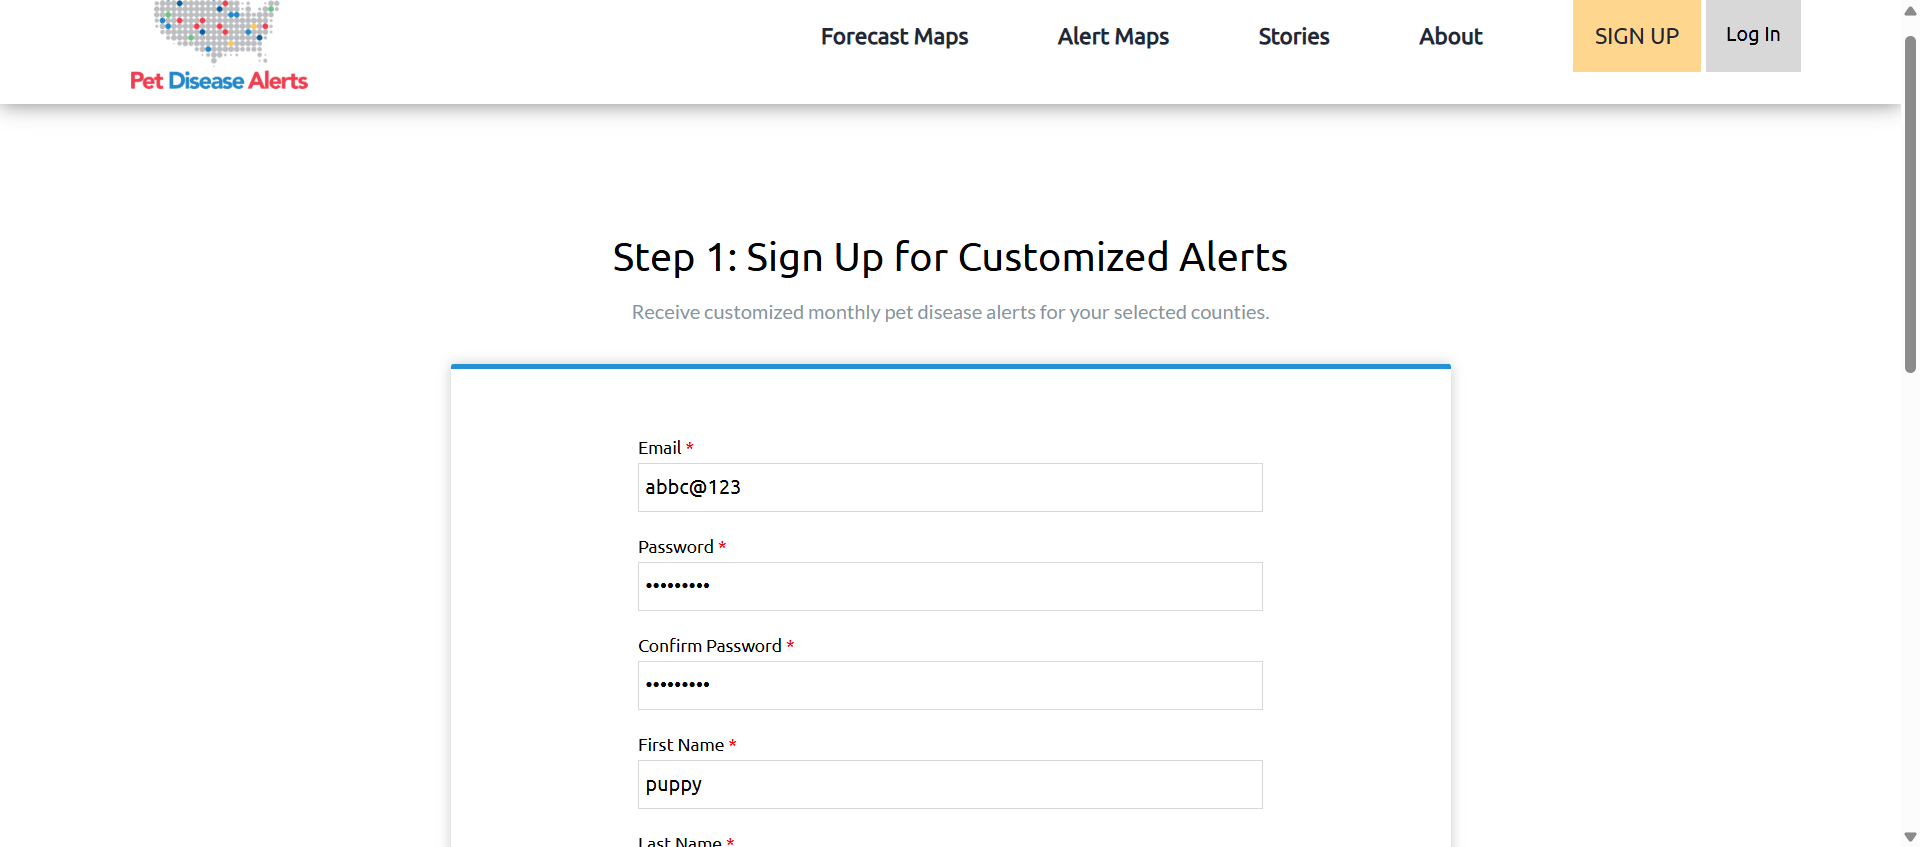 Pet Disease Alerts
Forecast Maps
Alert Maps
Stories
About
SIGN UP
Log In
Step 1: Sign Up for Customized Alerts
Receive customized monthly pet disease alerts for your selected counties.
Email *
abbc@123
Password *
•••••••••
Confirm Password *
•••••••••
First Name *
puppy
Last Name *